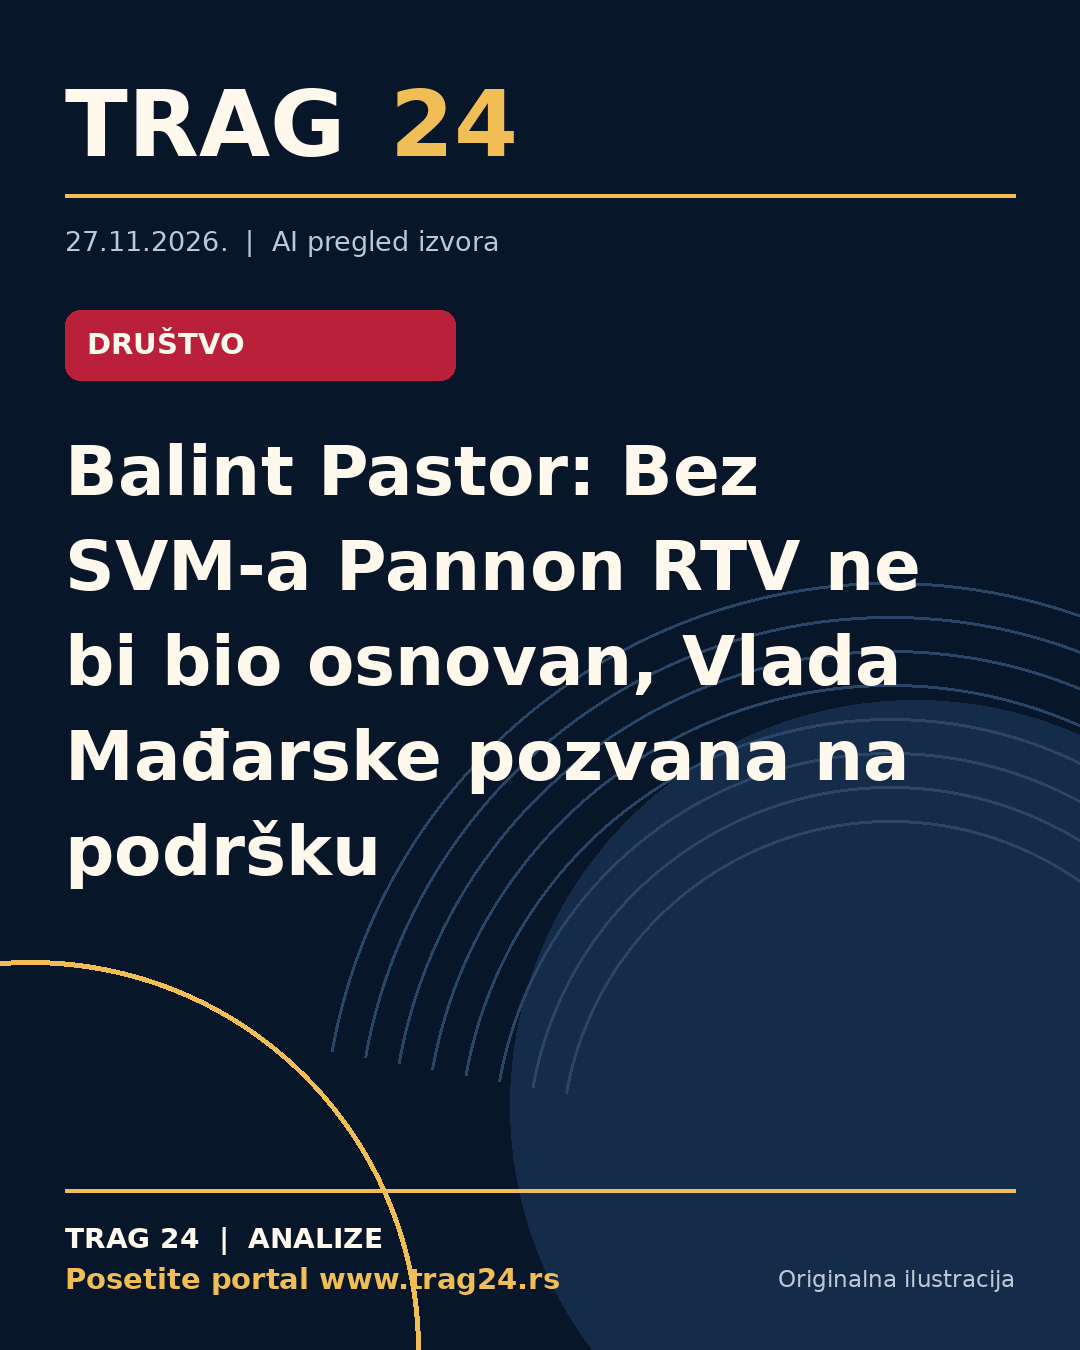 TRAG 24
27.11.2026. | AI pregled izvora
DRUŠTVO
Balint Pastor: Bez
SVM-a Pannon RTV ne
bi bio osnovan, Vlada
Mađarske pozvana na
podršku
TRAG 24 | ANALIZE
Posetite portal www.trag24.rs
Originalna ilustracija